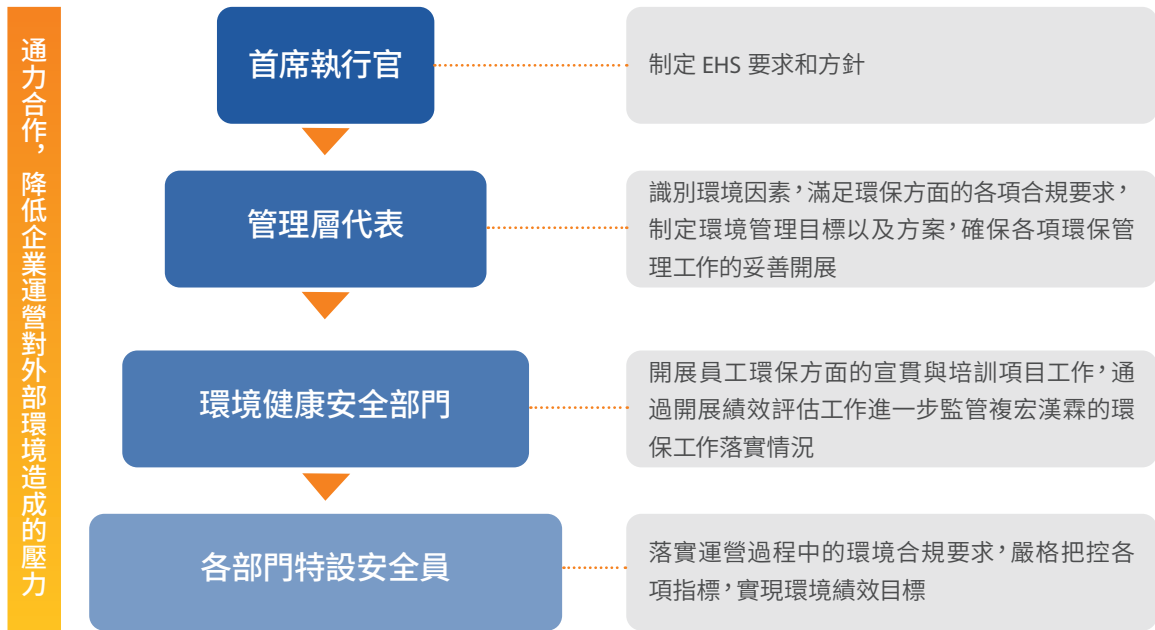 通力合作，降低企業運營對外部環境造成的壓力
首席執行官
制定 EHS 要求和方針
管理層代表
識別環境因素，滿足環保方面的各項合規要求，
制定環境管理目標以及方案，確保各項環保管
理工作的妥善開展
環境健康安全部門
開展員工環保方面的宣貫與培訓項目工作，通
過開展績效評估工作進一步監管複宏漢霖的環
保工作落實情況
各部門特設安全員
落實運營過程中的環境合規要求，嚴格把控各
項指標，實現環境績效目標